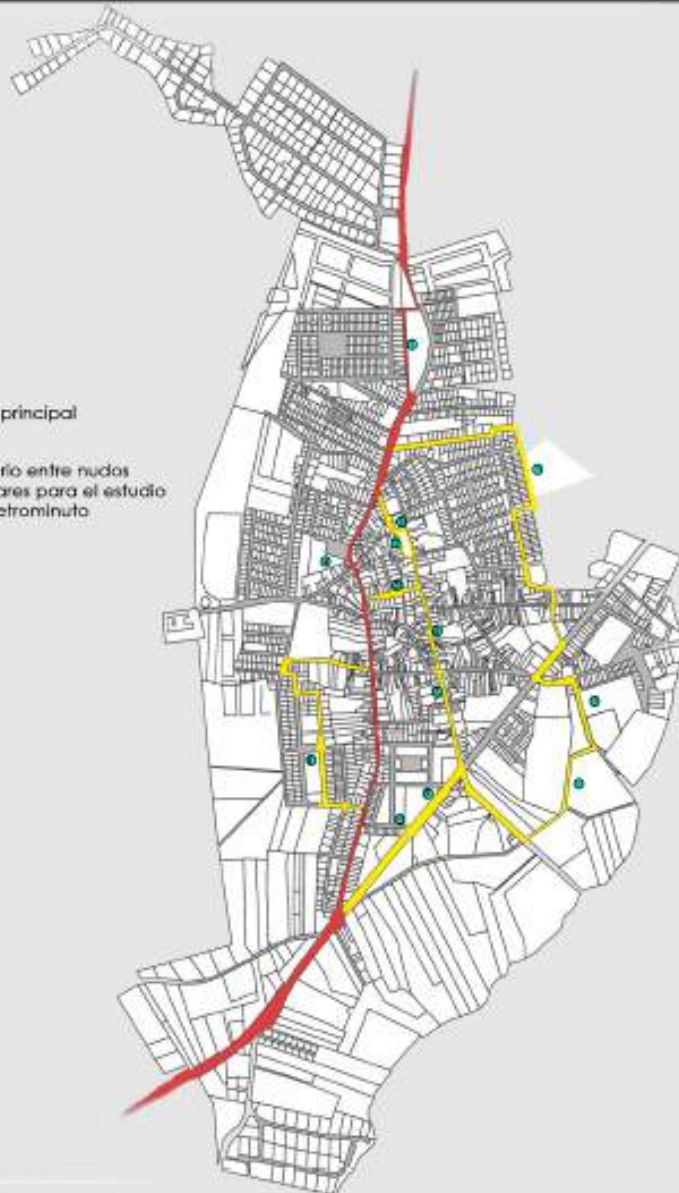 principal
rio entre nudos
ares para el estudio
etrominuto